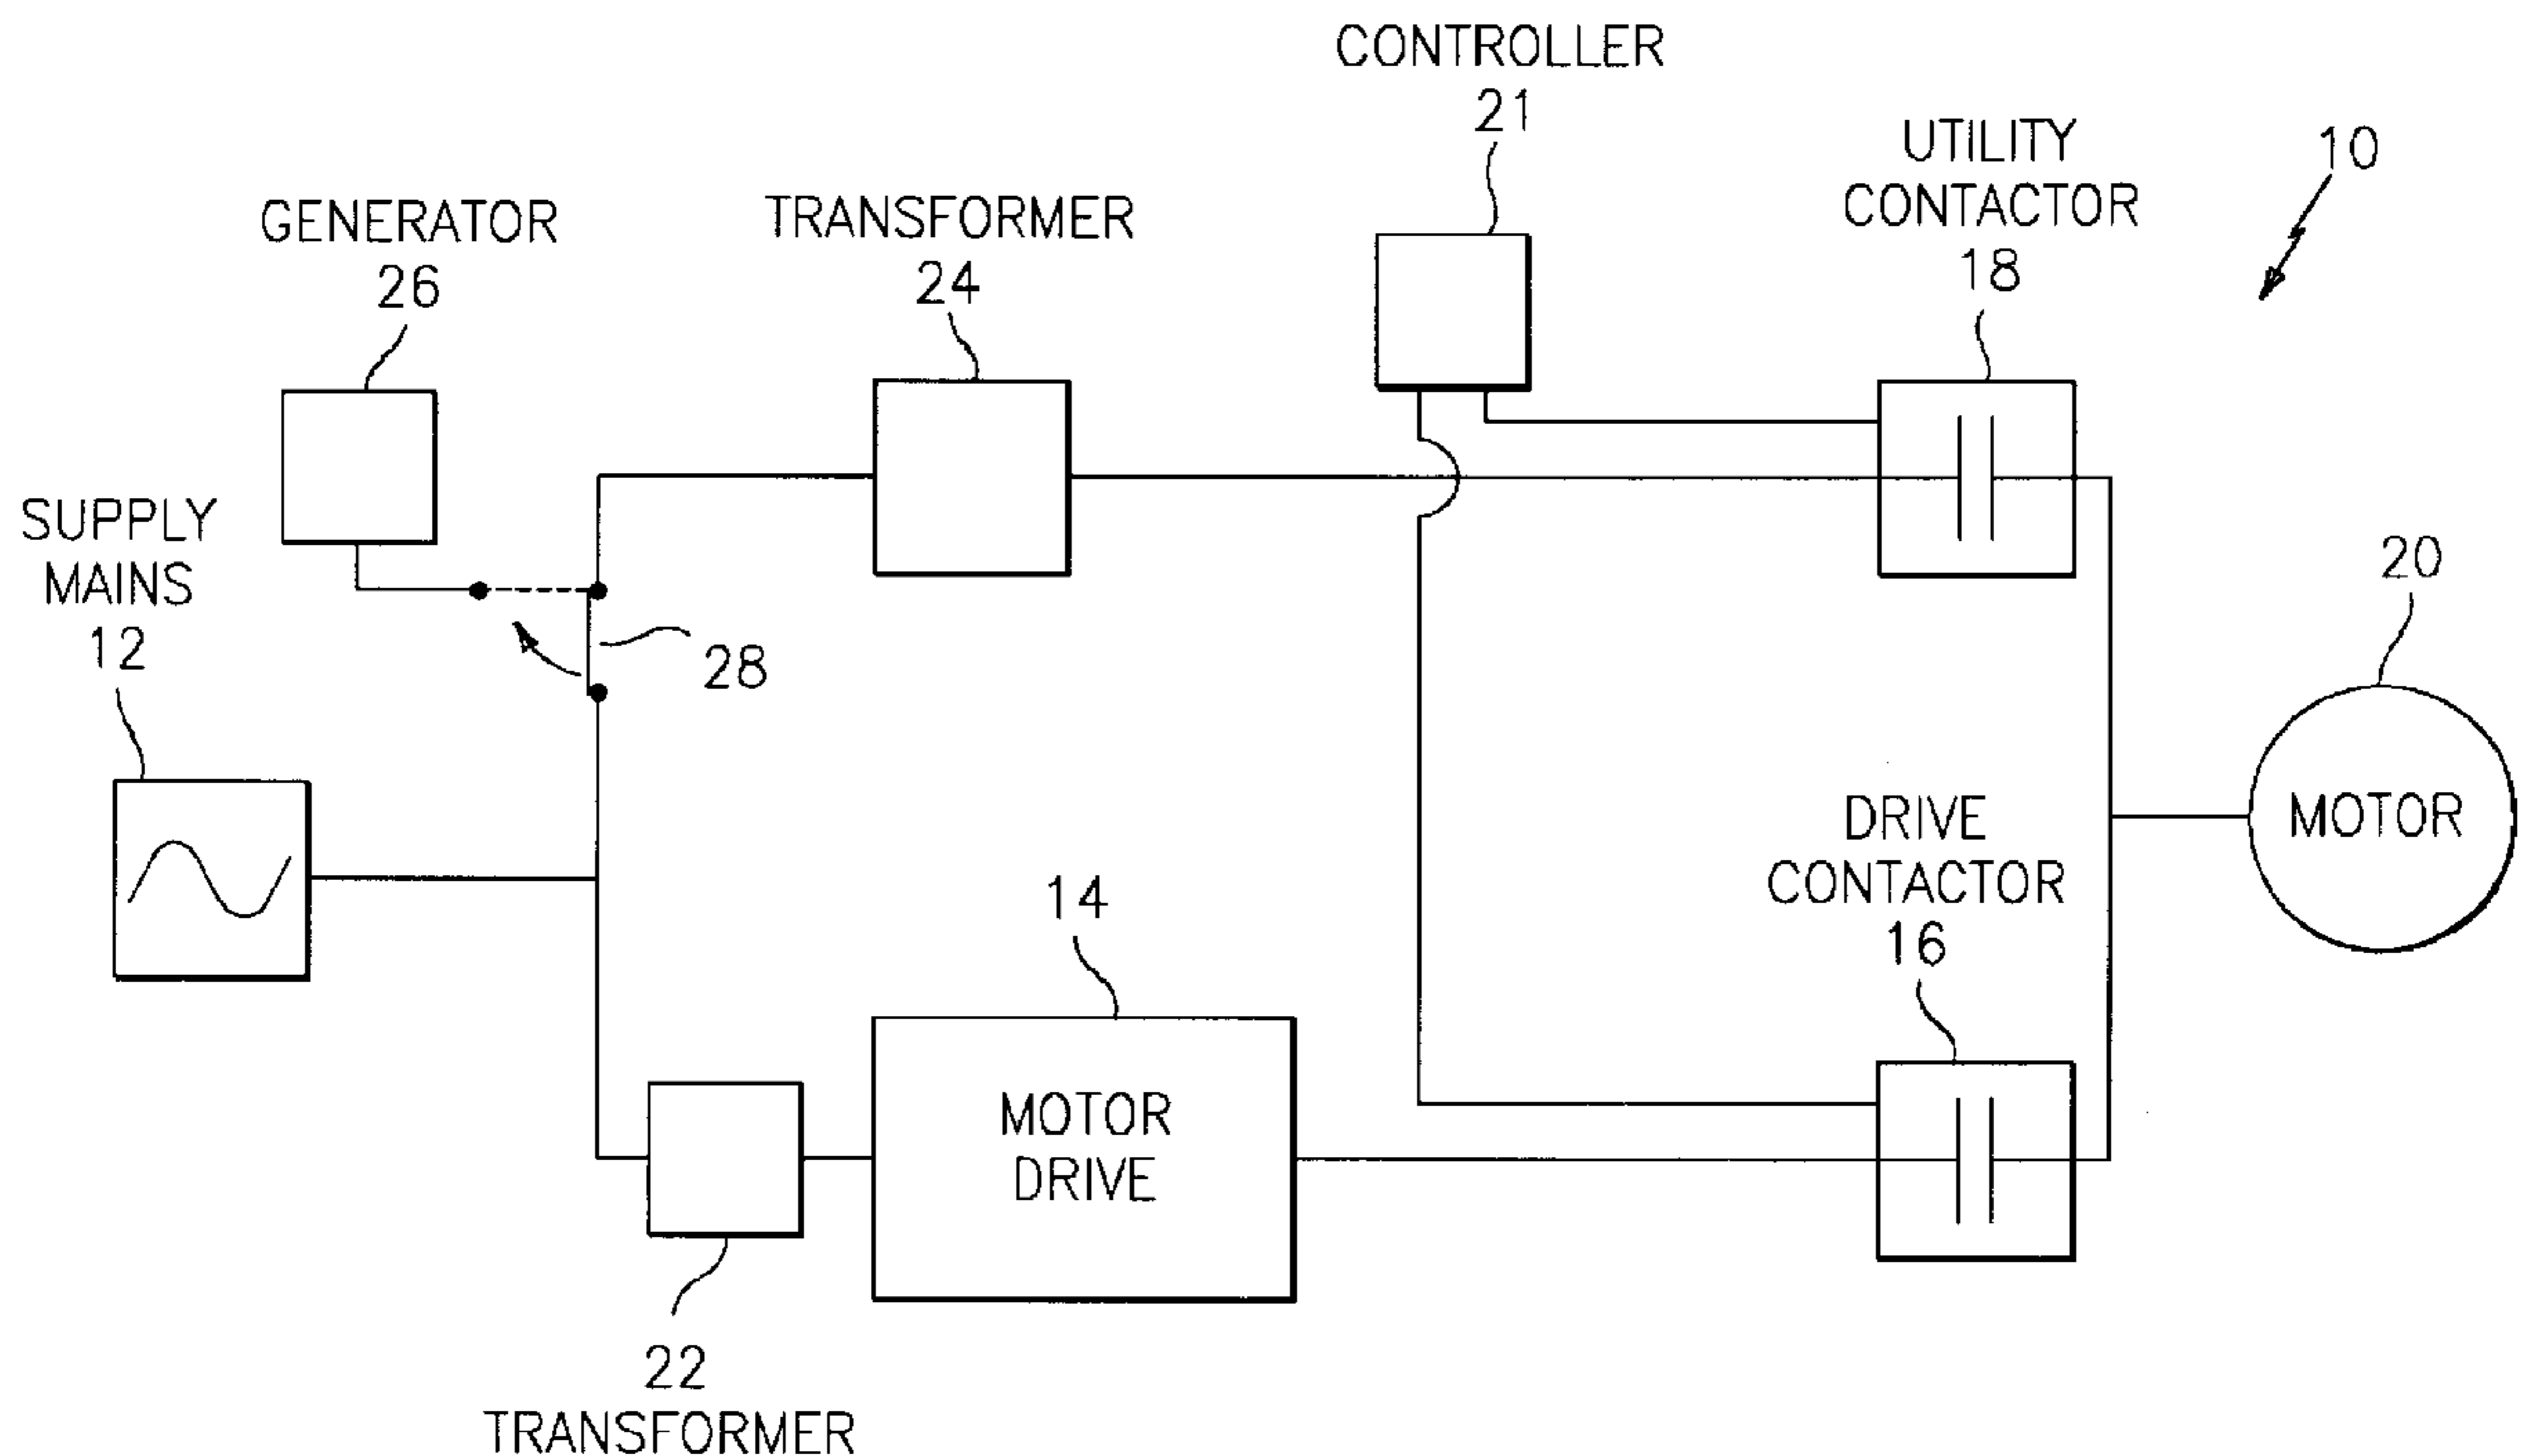 CONTROLLER
21
UTILITY
CONTACTOR
18
10
GENERATOR
26
TRANSFORMER
24
SUPPLY
MAINS
12
28
20
MOTOR
DRIVE
CONTACTOR
16
14
MOTOR
DRIVE
22
TRANSFORMER